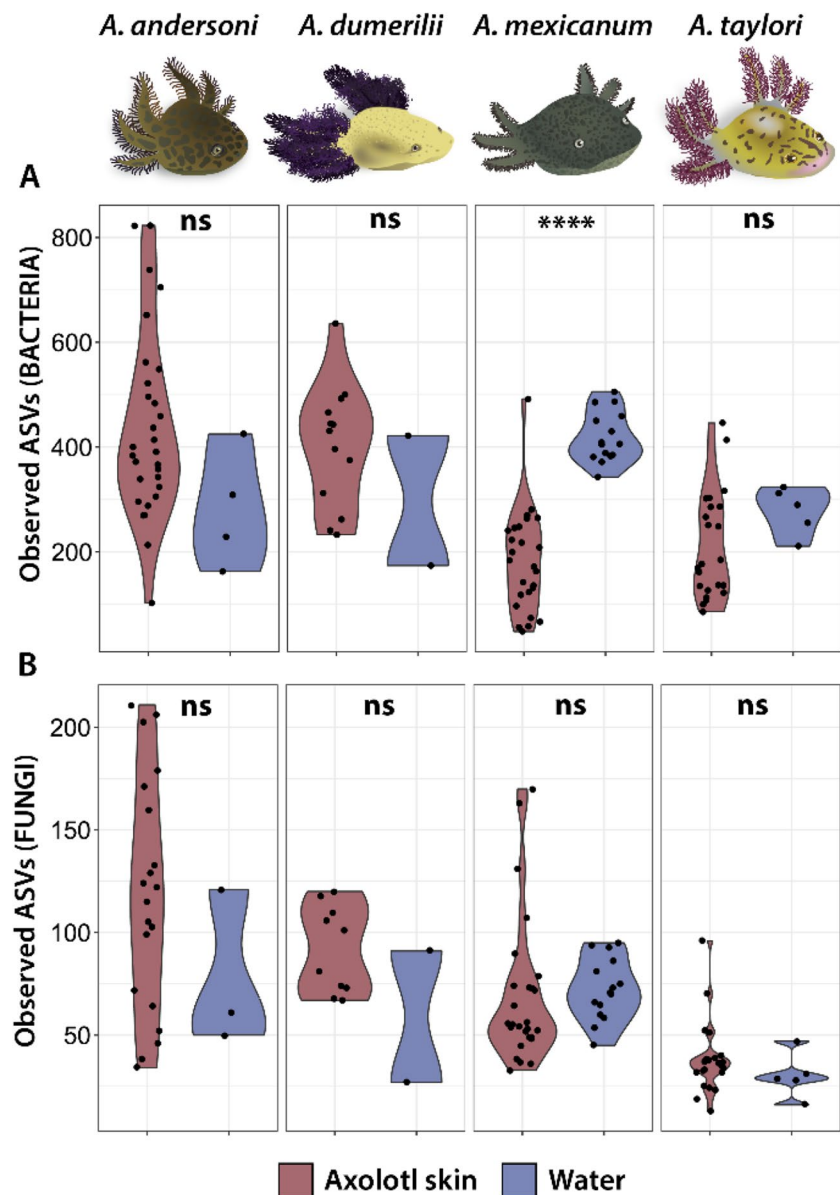 A. andersoni A. dumerilii A. mexicanum A. taylori
A
ns ns **** ns
Observed ASVs (BACTERIA)
800
600
400
200
B
ns ns ns ns
Observed ASVs (FUNGI)
200
150
100
50
Axolotl skin Water